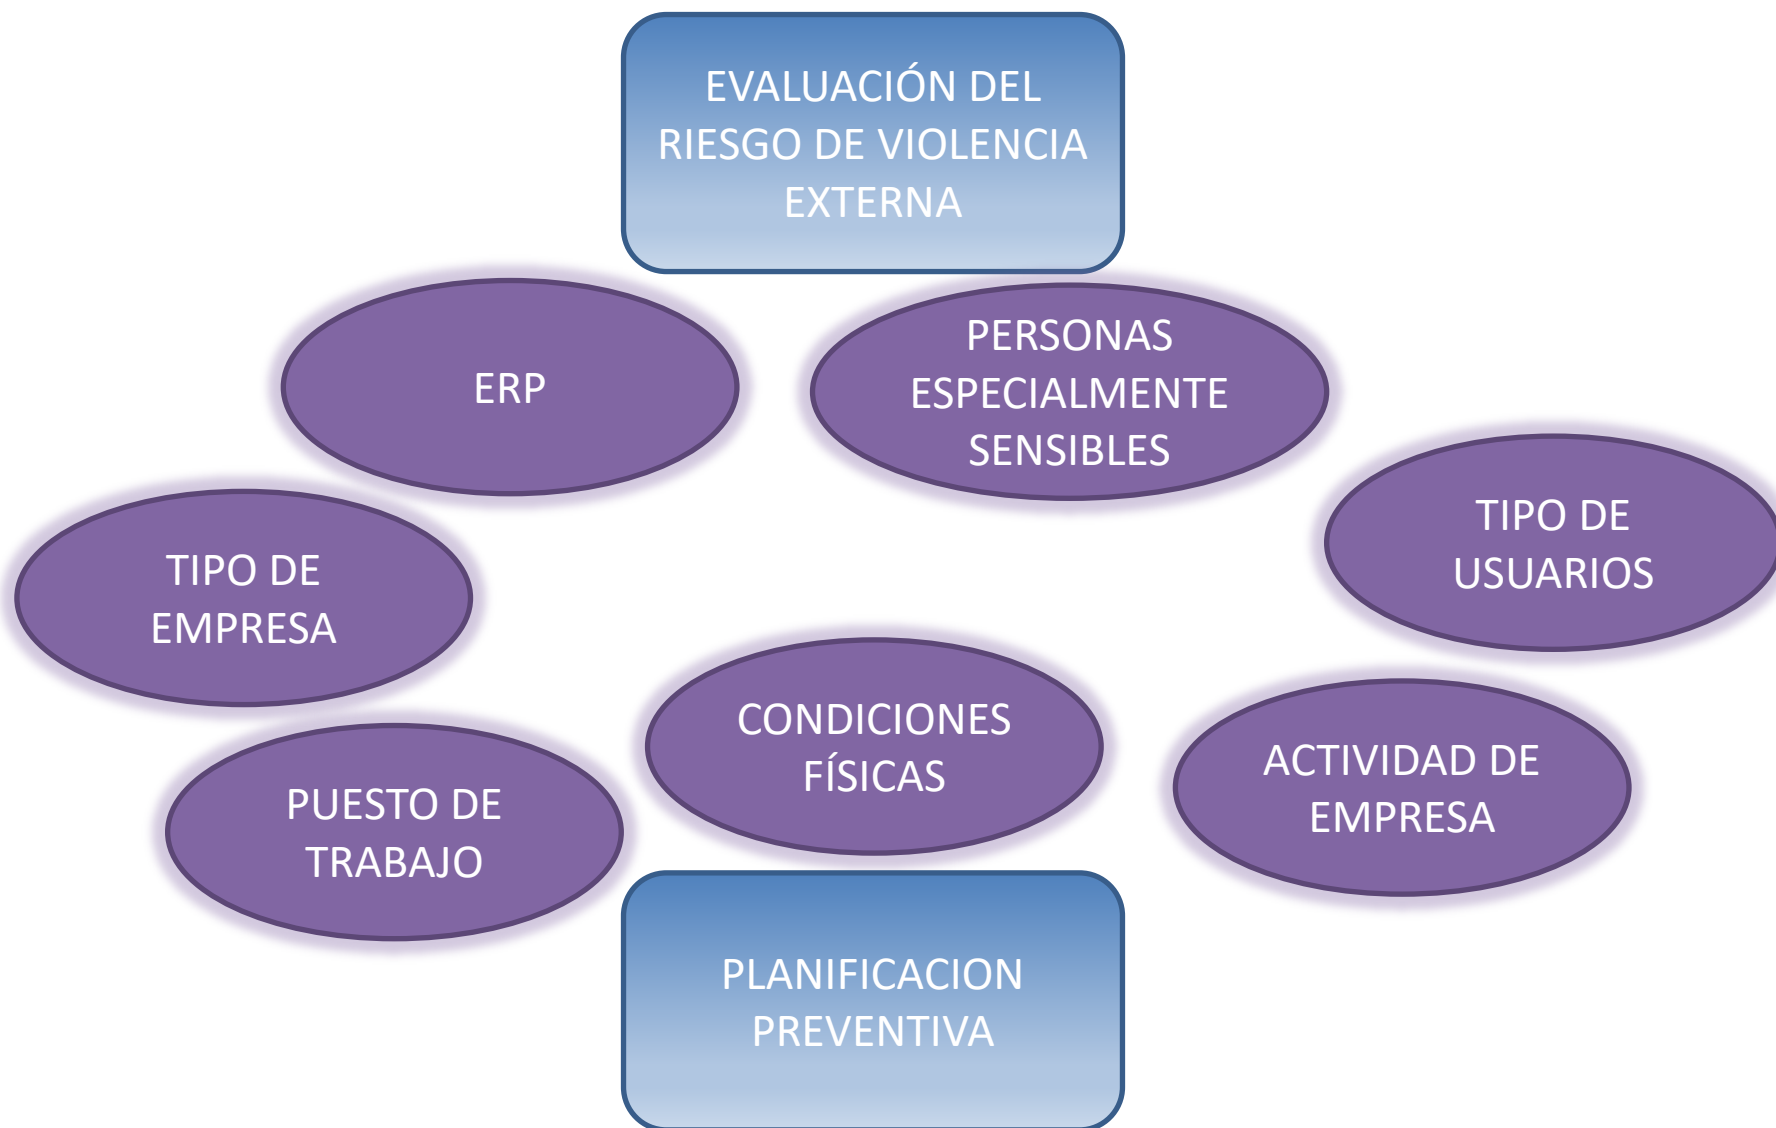 EVALUACIÓN DEL
RIESGO DE VIOLENCIA
EXTERNA
ERP
PERSONAS
ESPECIALMENTE
SENSIBLES
TIPO DE
USUARIOS
TIPO DE
EMPRESA
CONDICIONES
FÍSICAS
ACTIVIDAD DE
EMPRESA
PUESTO DE
TRABAJO
PLANIFICACION
PREVENTIVA